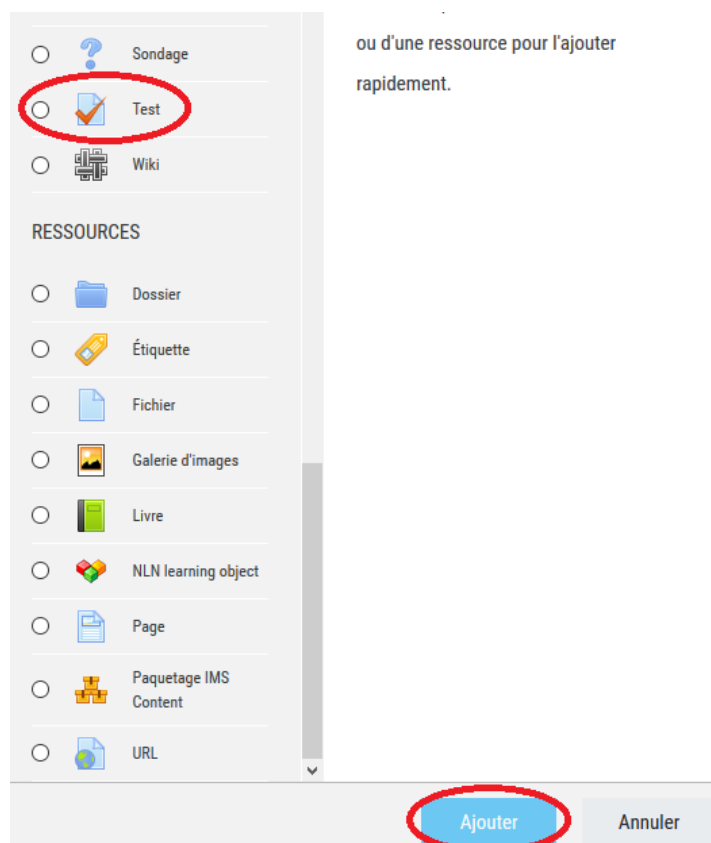 Sondage
Test
Wiki
RESSOURCES
Dossier
Étiquette
Fichier
Galerie d'images
Livre
NLN learning object
Page
Paquetage IMS
Content
URL
ou d'une ressource pour l'ajouter
rapidement.
Ajouter
Annuler